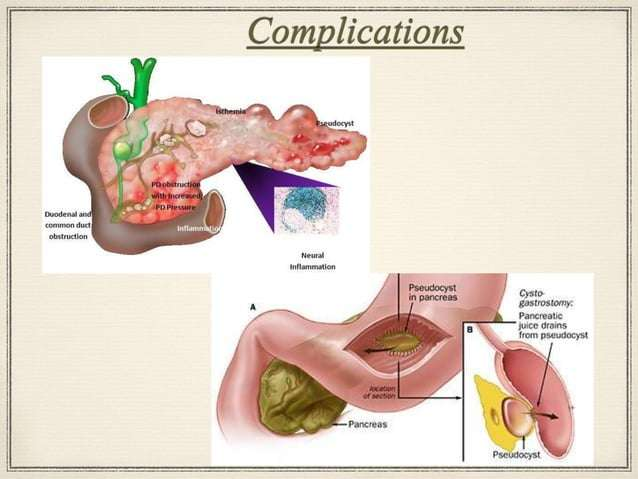 Complications
Ischemia
Pseudocyst
PD obstruction
with Increased
PD Pressure
Duodenal and
common duct
obstruction
Inflammation
Neural
Inflammation
A
Pseudocyst
in pancreas
location
of section
Pancreas
B
Cysto-
gastrostomy:
Pancreatic
juice drains
from pseudocyst
Pseudocyst